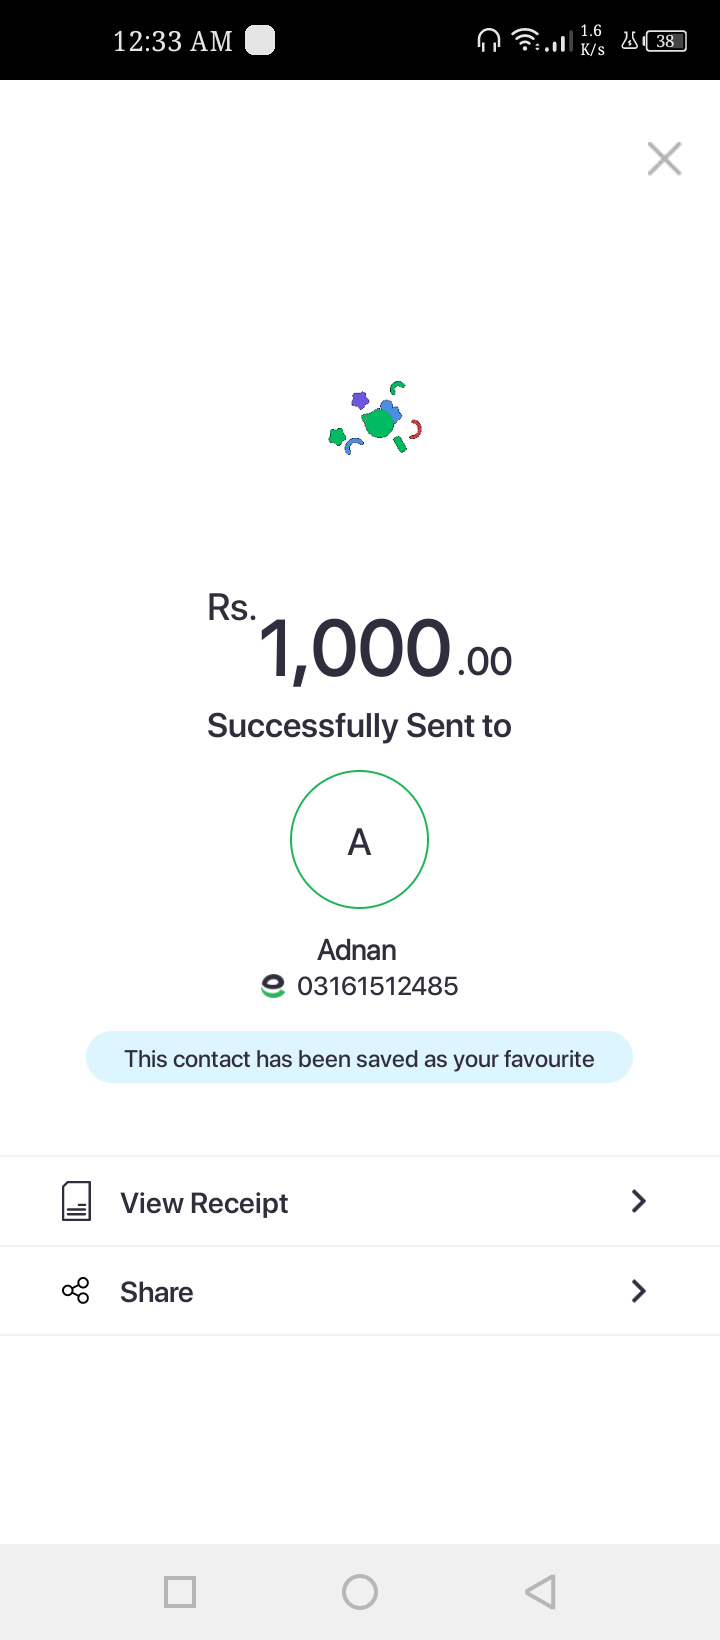 12:33 AM
1.6
K/s
38
Rs.
1,000.00
Successfully Sent to
A
Adnan
03161512485
This contact has been saved as your favourite
View Receipt
Share